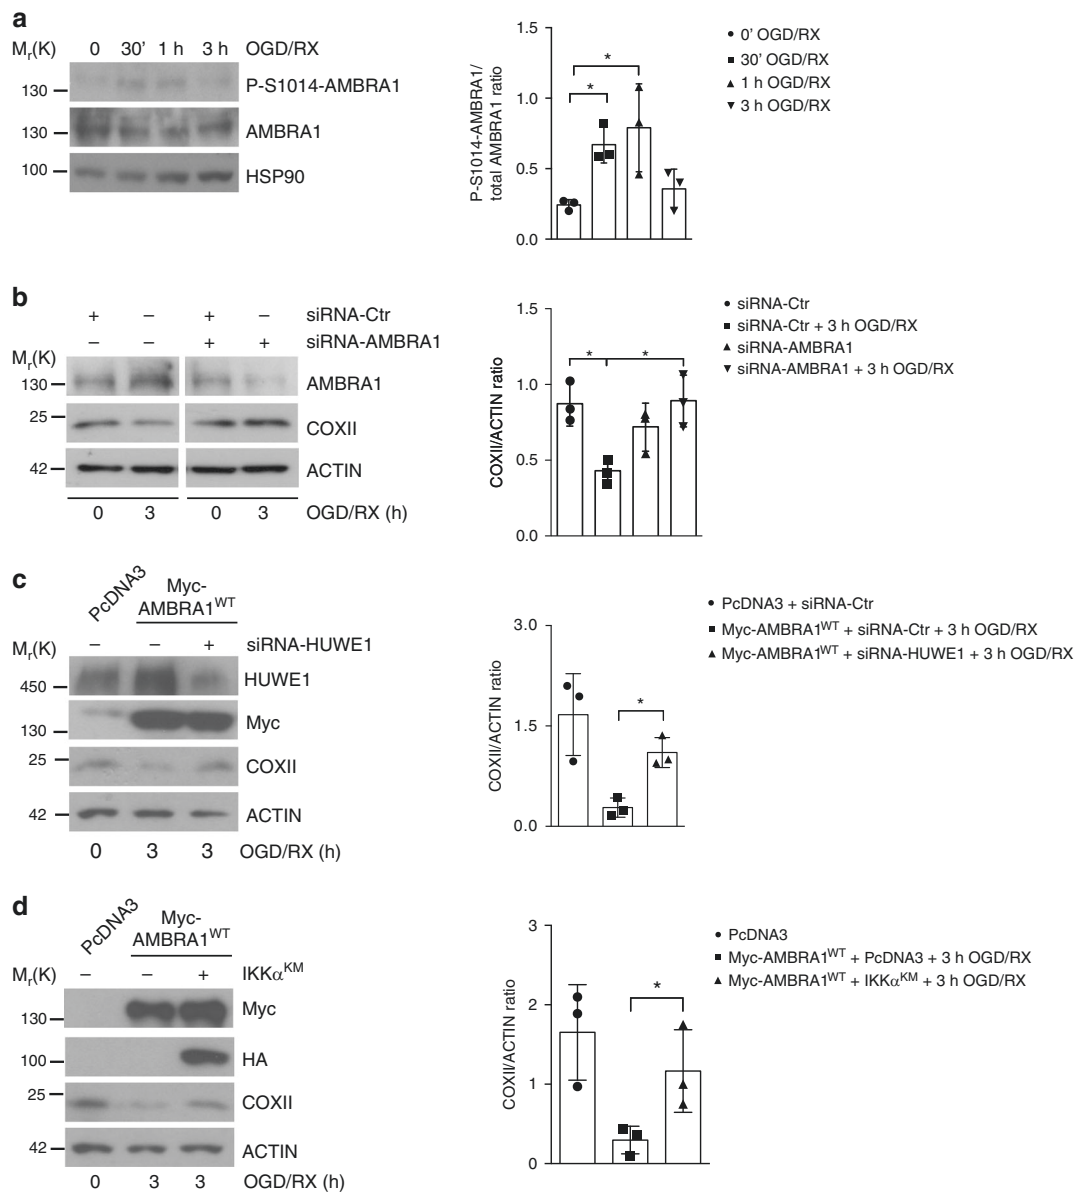 a
Mr(K) 0 30’ 1 h 3 h OGD/RX
130 P-S1014-AMBRA1
130 AMBRA1
100 HSP90
P-S1014-AMBRA1/
total AMBRA1 ratio
1.5
1.0
0.5
0.0
*
*
0’ OGD/RX
30’ OGD/RX
1 h OGD/RX
3 h OGD/RX
b
+ – + – siRNA-Ctr
– – + + siRNA-AMBRA1
Mr(K)
130 AMBRA1
25 COXII
42 ACTIN
0 3 0 3 OGD/RX (h)
COXII/ACTIN ratio
1.5
1.0
0.5
0.0
* *
siRNA-Ctr
siRNA-Ctr + 3 h OGD/RX
siRNA-AMBRA1
siRNA-AMBRA1 + 3 h OGD/RX
c
PcDNA3
Myc-
AMBRA1WT
– – + siRNA-HUWE1
Mr(K)
450 HUWE1
130 Myc
25 COXII
42 ACTIN
0 3 3 OGD/RX (h)
COXII/ACTIN ratio
3.0
1.5
0.0
*
PcDNA3 + siRNA-Ctr
Myc-AMBRA1WT + siRNA-Ctr + 3 h OGD/RX
Myc-AMBRA1WT + siRNA-HUWE1 + 3 h OGD/RX
d
PcDNA3
Myc-
AMBRA1WT
Mr(K) – – + IKKαKM
130 Myc
100 HA
25 COXII
42 ACTIN
0 3 3 OGD/RX (h)
COXII/ACTIN ratio
3
2
1
0
*
PcDNA3
Myc-AMBRA1WT + PcDNA3 + 3 h OGD/RX
Myc-AMBRA1WT + IKKαKM + 3 h OGD/RX